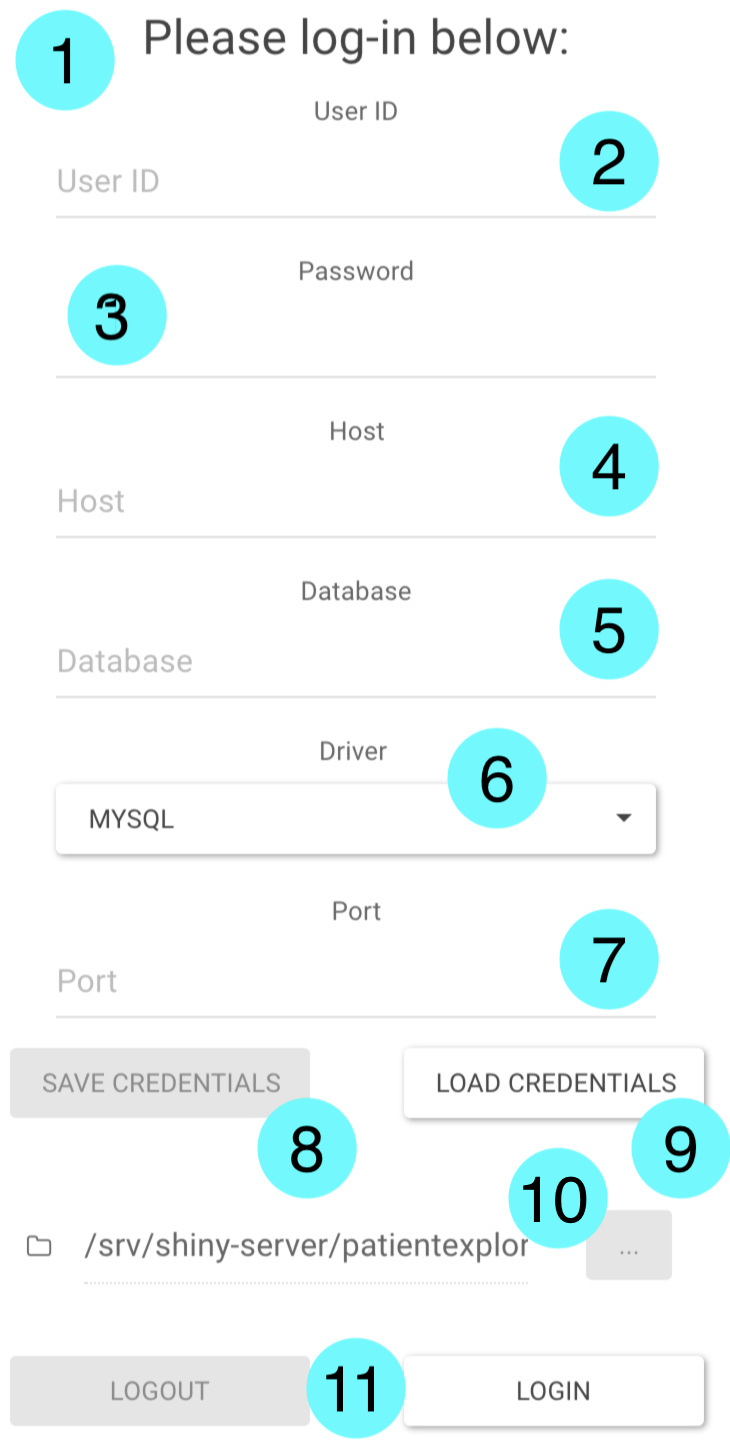 1
Please log-in below:
User ID
2
User ID
Password
3
Host
4
Host
Database
5
Database
Driver
6
MYSQL
Port
7
Port
SAVE CREDENTIALS
LOAD CREDENTIALS
8
9
10
/srv/shiny-server/patientexplor
...
LOGOUT
11
LOGIN